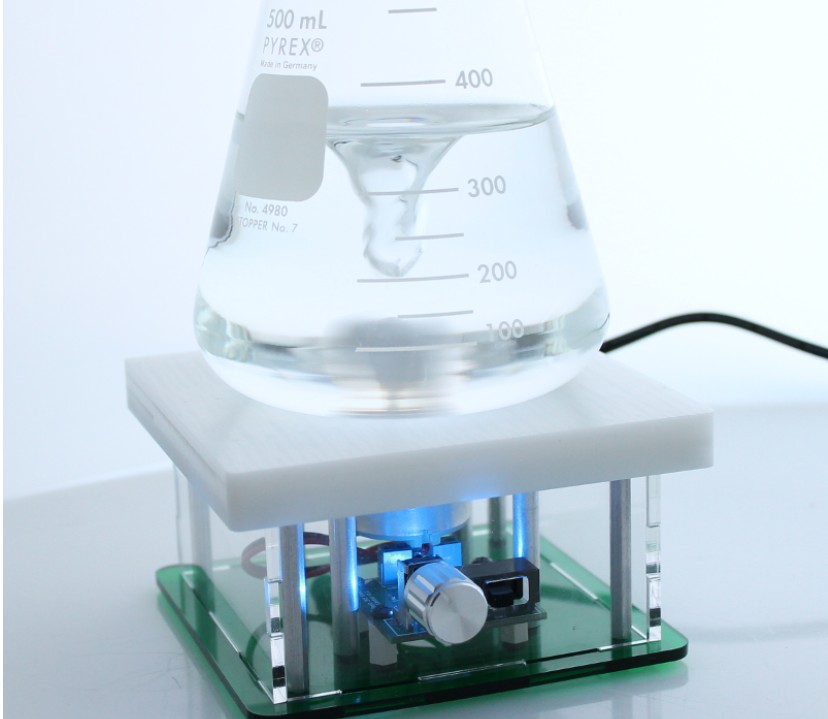 500 mL
PYREX®
Made in Germany
400
300
No. 4980
STOPPER No. 7
200
100